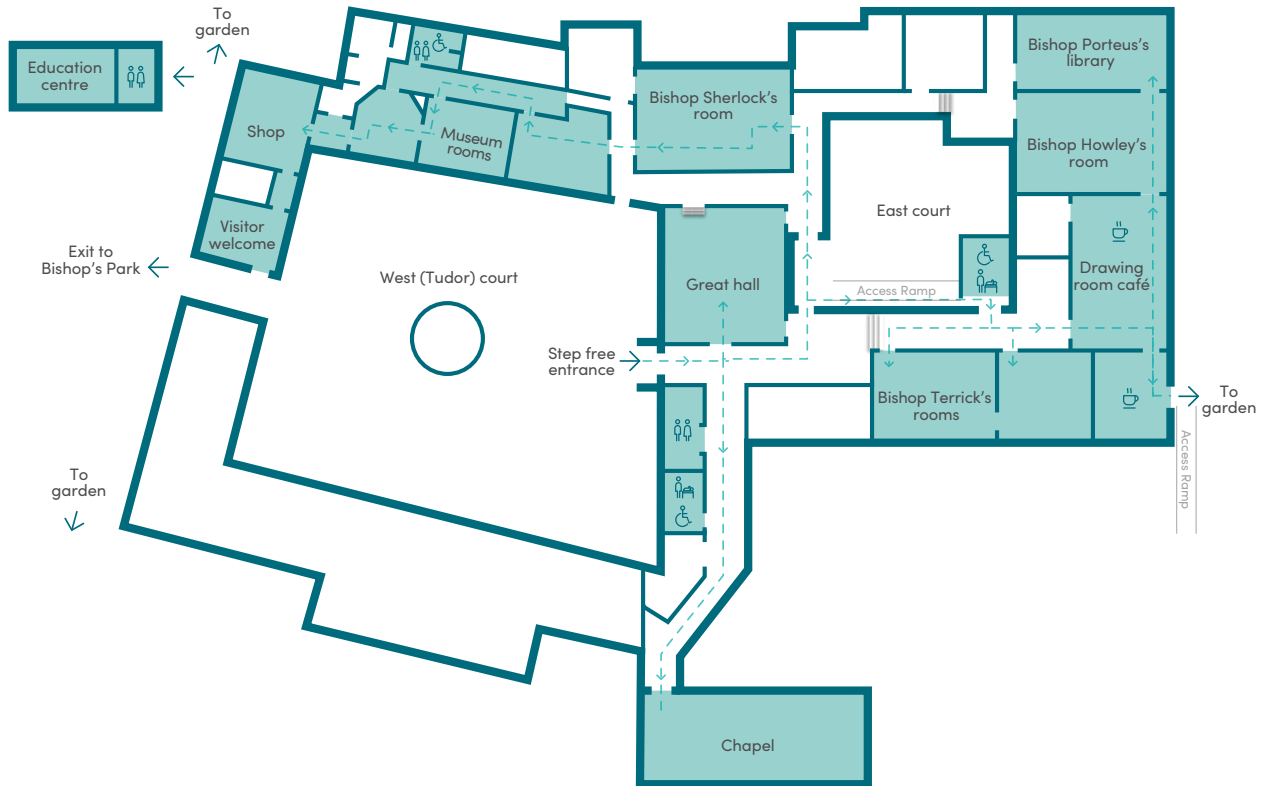 To
garden
Education
centre
Shop
Museum
rooms
Bishop Sherlock's
room
Bishop Porteus's
library
Bishop Howley's
room
Visitor
welcome
Exit to
Bishop's Park
West (Tudor) court
Great hall
East court
Access Ramp
Drawing
room café
Step free
entrance
Bishop Terrick's
rooms
To
garden
Access Ramp
To
garden
Chapel